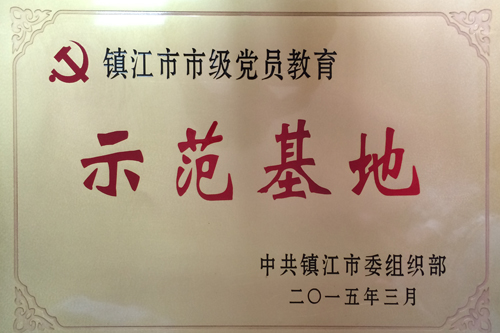 镇江市市级党员教育
示范基地
中共镇江市委组织部
二〇一五年三月